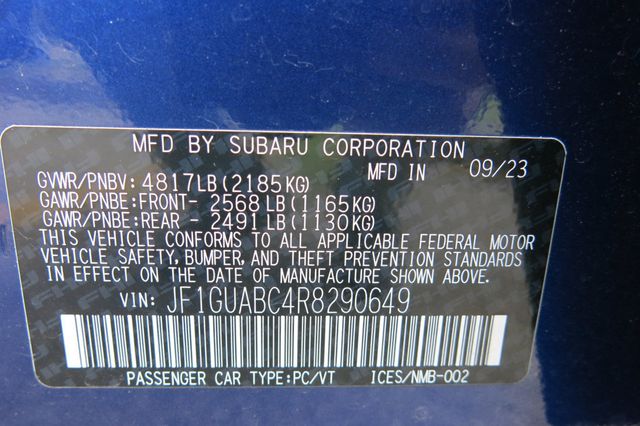 MFD BY SUBARU CORPORATION
GVWR/PNBV: 4817LB(2185KG) MFD IN 09/23
GAWR/PNBE:FRONT- 2568LB(1165KG)
GAWR/PNBE:REAR - 2491LB(1130KG)
THIS VEHICLE CONFORMS TO ALL APPLICABLE FEDERAL MOTOR
VEHICLE SAFETY, BUMPER, AND THEFT PREVENTION STANDARDS
IN EFFECT ON THE DATE OF MANUFACTURE SHOWN ABOVE.
VIN: JF1GUABC4R8290649
PASSENGER CAR TYPE:PC/VT ICES/NMB-002